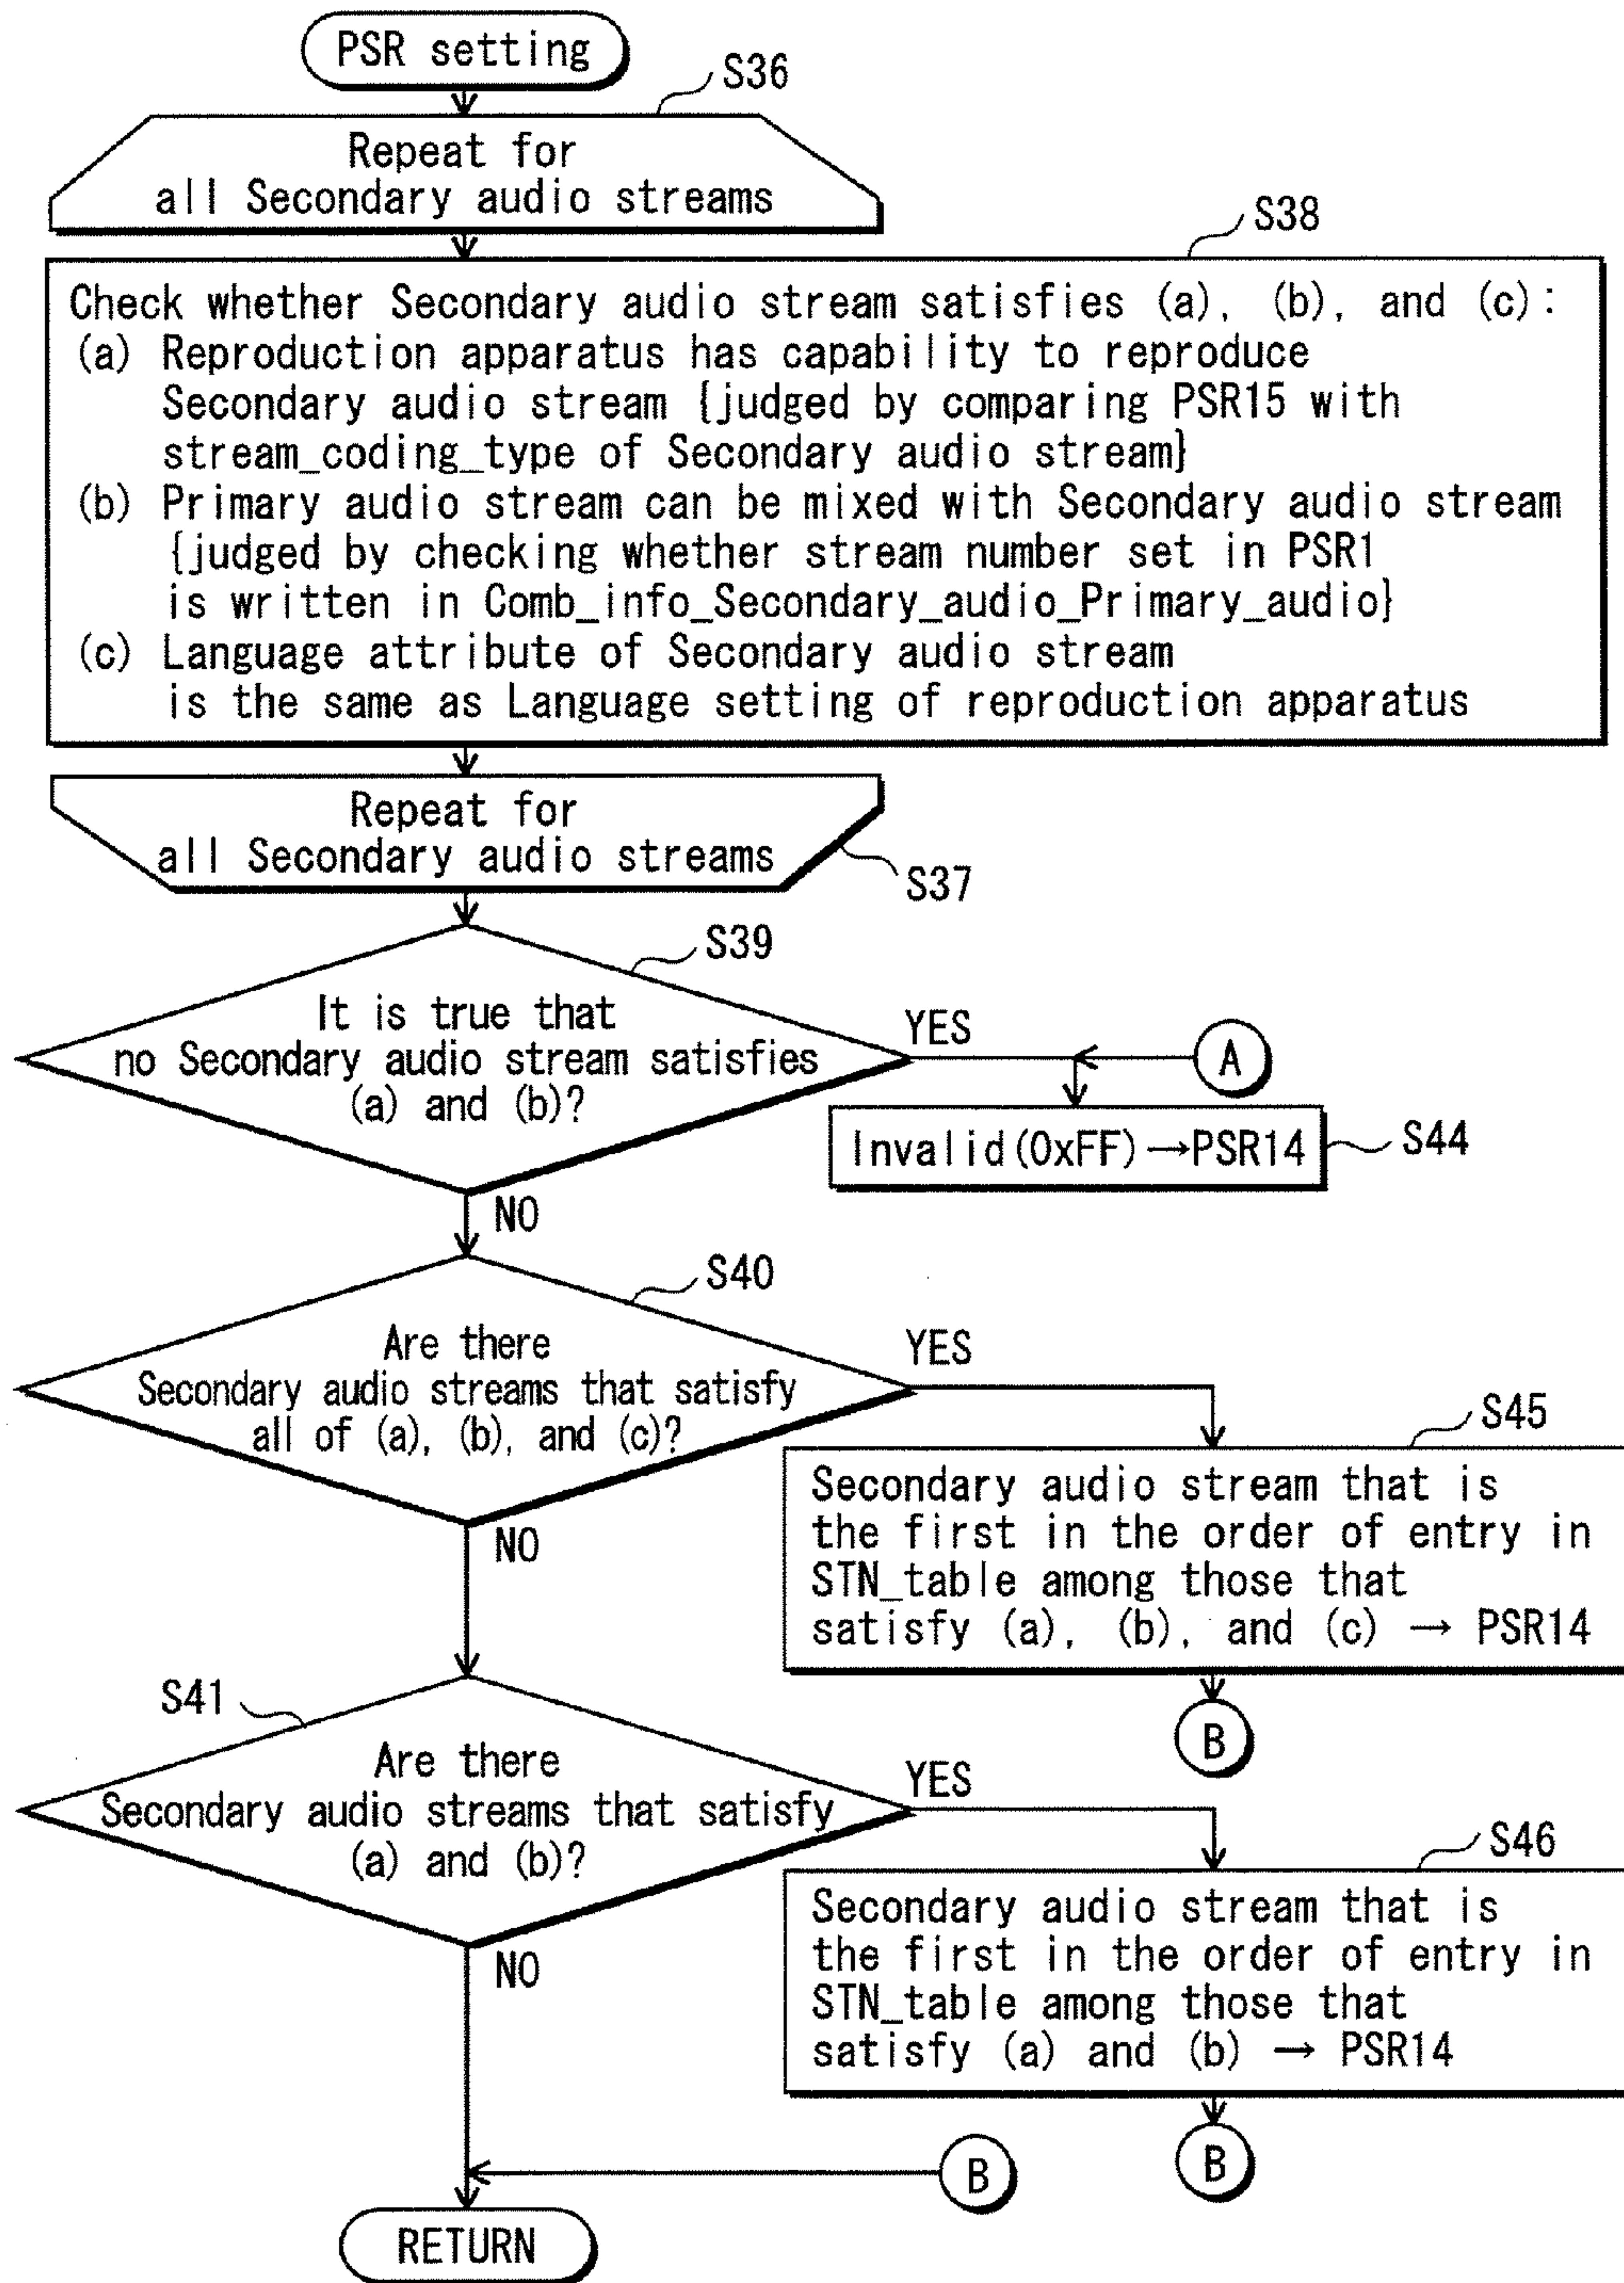 PSR setting
S36
Repeat for
all Secondary audio streams
S38
Check whether Secondary audio stream satisfies (a), (b), and (c):
(a) Reproduction apparatus has capability to reproduce
Secondary audio stream {judged by comparing PSR15 with
stream_coding_type of Secondary audio stream}
(b) Primary audio stream can be mixed with Secondary audio stream
{judged by checking whether stream number set in PSR1
is written in Comb_info_Secondary_audio_Primary_audio}
(c) Language attribute of Secondary audio stream
is the same as Language setting of reproduction apparatus
Repeat for
all Secondary audio streams
S37
S39
It is true that
no Secondary audio stream satisfies
(a) and (b)?
YES
A
Invalid(0xFF)→PSR14
S44
NO
S40
Are there
Secondary audio streams that satisfy
all of (a), (b), and (c)?
YES
S45
Secondary audio stream that is
the first in the order of entry in
STN_table among those that
satisfy (a), (b), and (c) → PSR14
NO
B
S41
Are there
Secondary audio streams that satisfy
(a) and (b)?
YES
S46
Secondary audio stream that is
the first in the order of entry in
STN_table among those that
satisfy (a) and (b) → PSR14
NO
B
B
RETURN